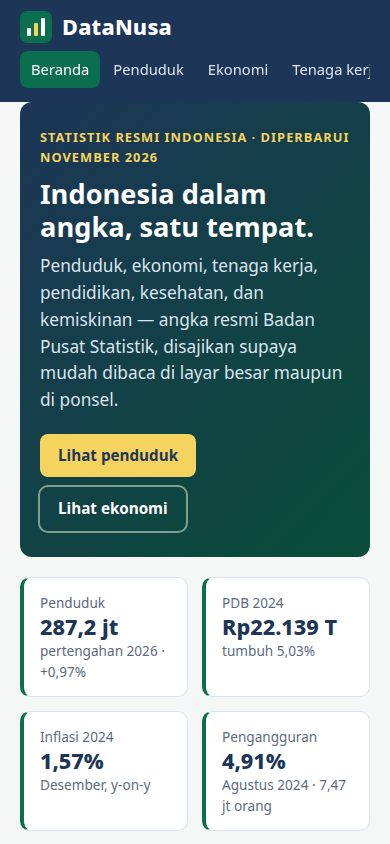 DataNusa
Beranda Penduduk Ekonomi Tenaga
STATISTIK RESMI INDONESIA · DIPERBARUI
NOVEMBER 2026
Indonesia dalam
angka, satu tempat.
Penduduk, ekonomi, tenaga kerja,
pendidikan, kesehatan, dan
kemiskinan — angka resmi Badan
Pusat Statistik, disajikan supaya
mudah dibaca di layar besar maupun
di ponsel.
Lihat penduduk
Lihat ekonomi
Penduduk
287,2 jt
pertengahan 2026 ·
+0,97%
PDB 2024
Rp22.139 T
tumbuh 5,03%
Inflasi 2024
1,57%
Desember, y-on-y
Pengangguran
4,91%
Agustus 2024 · 7,47
jt orang